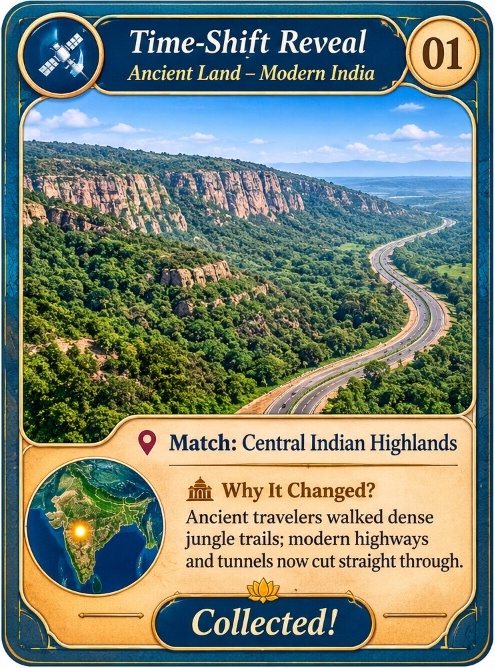 Time-Shift Reveal
Ancient Land – Modern India
01
Match: Central Indian Highlands
Why It Changed?
Ancient travelers walked dense
jungle trails; modern highways
and tunnels now cut straight through.
Collected!